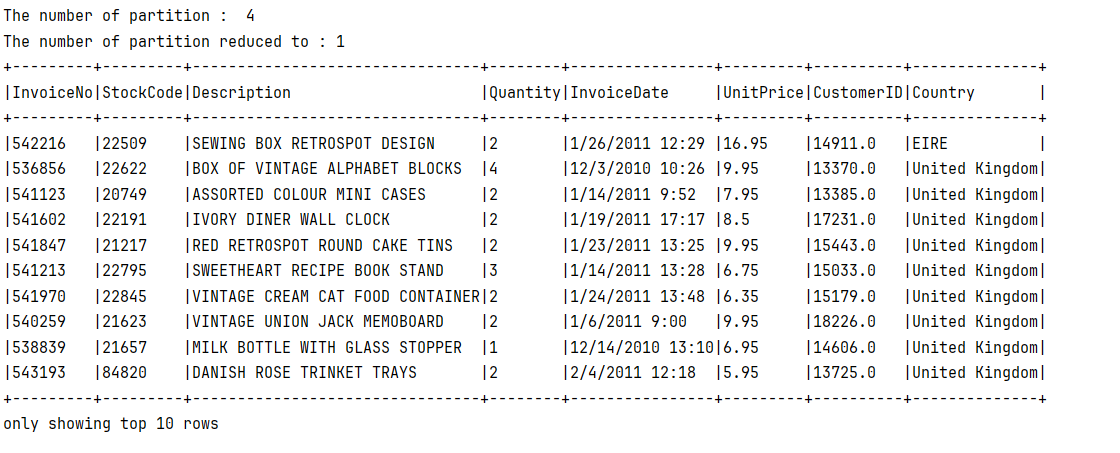 The number of partition :  4
The number of partition reduced to : 1
+---------+---------+--------------------------------+--------+----------------+---------+----------+--------------+
|InvoiceNo|StockCode|Description                     |Quantity|InvoiceDate     |UnitPrice|CustomerID|Country       |
+---------+---------+--------------------------------+--------+----------------+---------+----------+--------------+
|542216   |22509    |SEWING BOX RETROSPOT DESIGN     |2       |1/26/2011 12:29 |16.95    |14911.0   |EIRE          |
|536856   |22622    |BOX OF VINTAGE ALPHABET BLOCKS  |4       |12/3/2010 10:26 |9.95     |13370.0   |United Kingdom|
|541123   |20749    |ASSORTED COLOUR MINI CASES      |2       |1/14/2011 9:52  |7.95     |13385.0   |United Kingdom|
|541602   |22191    |IVORY DINER WALL CLOCK          |2       |1/19/2011 17:17 |8.5      |17231.0   |United Kingdom|
|541847   |21217    |RED RETROSPOT ROUND CAKE TINS   |2       |1/23/2011 13:25 |9.95     |15443.0   |United Kingdom|
|541213   |22795    |SWEETHEART RECIPE BOOK STAND    |3       |1/14/2011 13:28 |6.75     |15033.0   |United Kingdom|
|541970   |22845    |VINTAGE CREAM CAT FOOD CONTAINER|2       |1/24/2011 13:48 |6.35     |15179.0   |United Kingdom|
|540259   |21623    |VINTAGE UNION JACK MEMOBOARD    |2       |1/6/2011 9:00   |9.95     |18226.0   |United Kingdom|
|538839   |21657    |MILK BOTTLE WITH GLASS STOPPER  |1       |12/14/2010 13:10|6.95     |14606.0   |United Kingdom|
|543193   |84820    |DANISH ROSE TRINKET TRAYS       |2       |2/4/2011 12:18  |5.95     |13725.0   |United Kingdom|
+---------+---------+--------------------------------+--------+----------------+---------+----------+--------------+
only showing top 10 rows